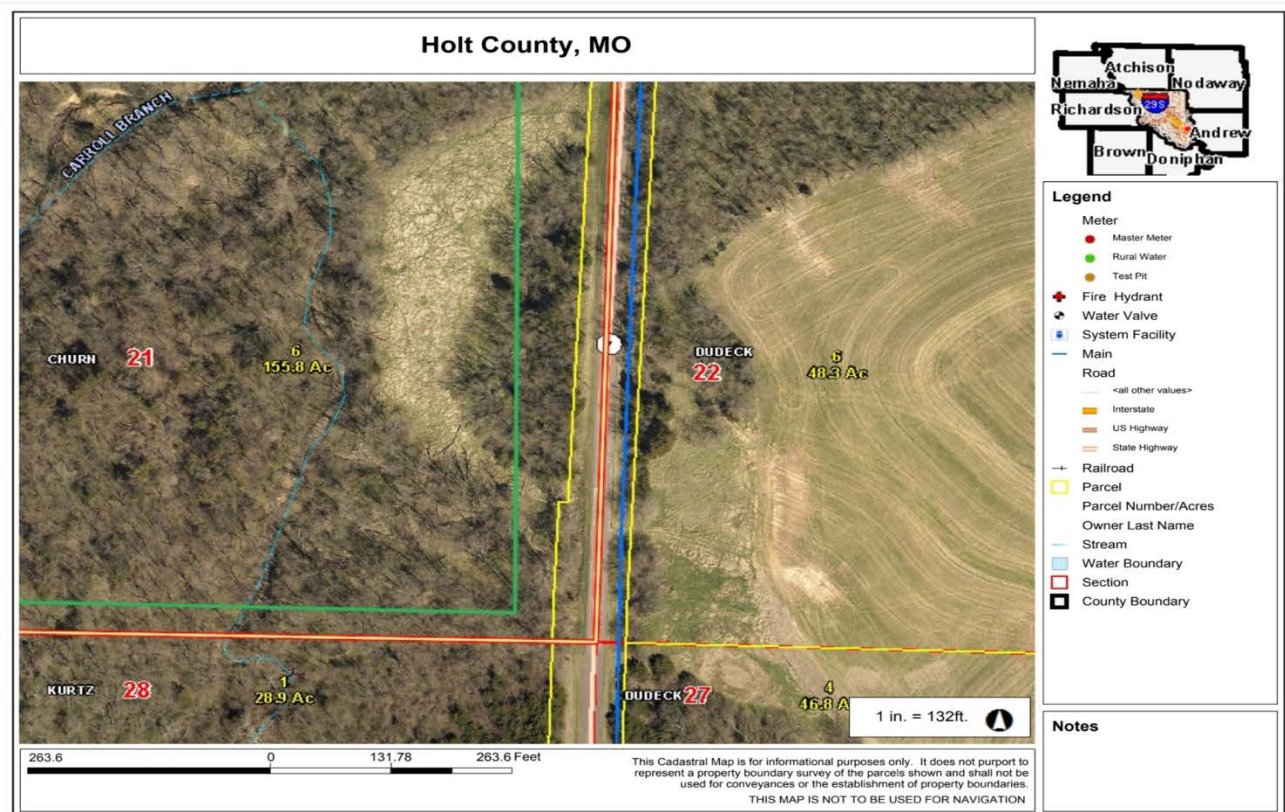 Holt County, MO
CARROLL BRANCH
CHURN
21
6
155.8 Ac
DUDECK
22
6
48.3 Ac
KURTZ
28
1
28.9 Ac
DUDECK
27
4
46.8 A
1 in. = 132ft.
263.6
0
131.78
263.6 Feet
This Cadastral Map is for informational purposes only. It does not purport to
represent a property boundary survey of the parcels shown and shall not be
used for conveyances or the establishment of property boundaries.
THIS MAP IS NOT TO BE USED FOR NAVIGATION
Atchison
Nemaha
Nodaway
29 S
Richardson
Andrew
Brown
Doniphan
Legend
Meter
Master Meter
Rural Water
Test Pit
Fire Hydrant
Water Valve
System Facility
Main
Road
<all other values>
Interstate
US Highway
State Highway
Railroad
Parcel
Parcel Number/Acres
Owner Last Name
Stream
Water Boundary
Section
County Boundary
Notes